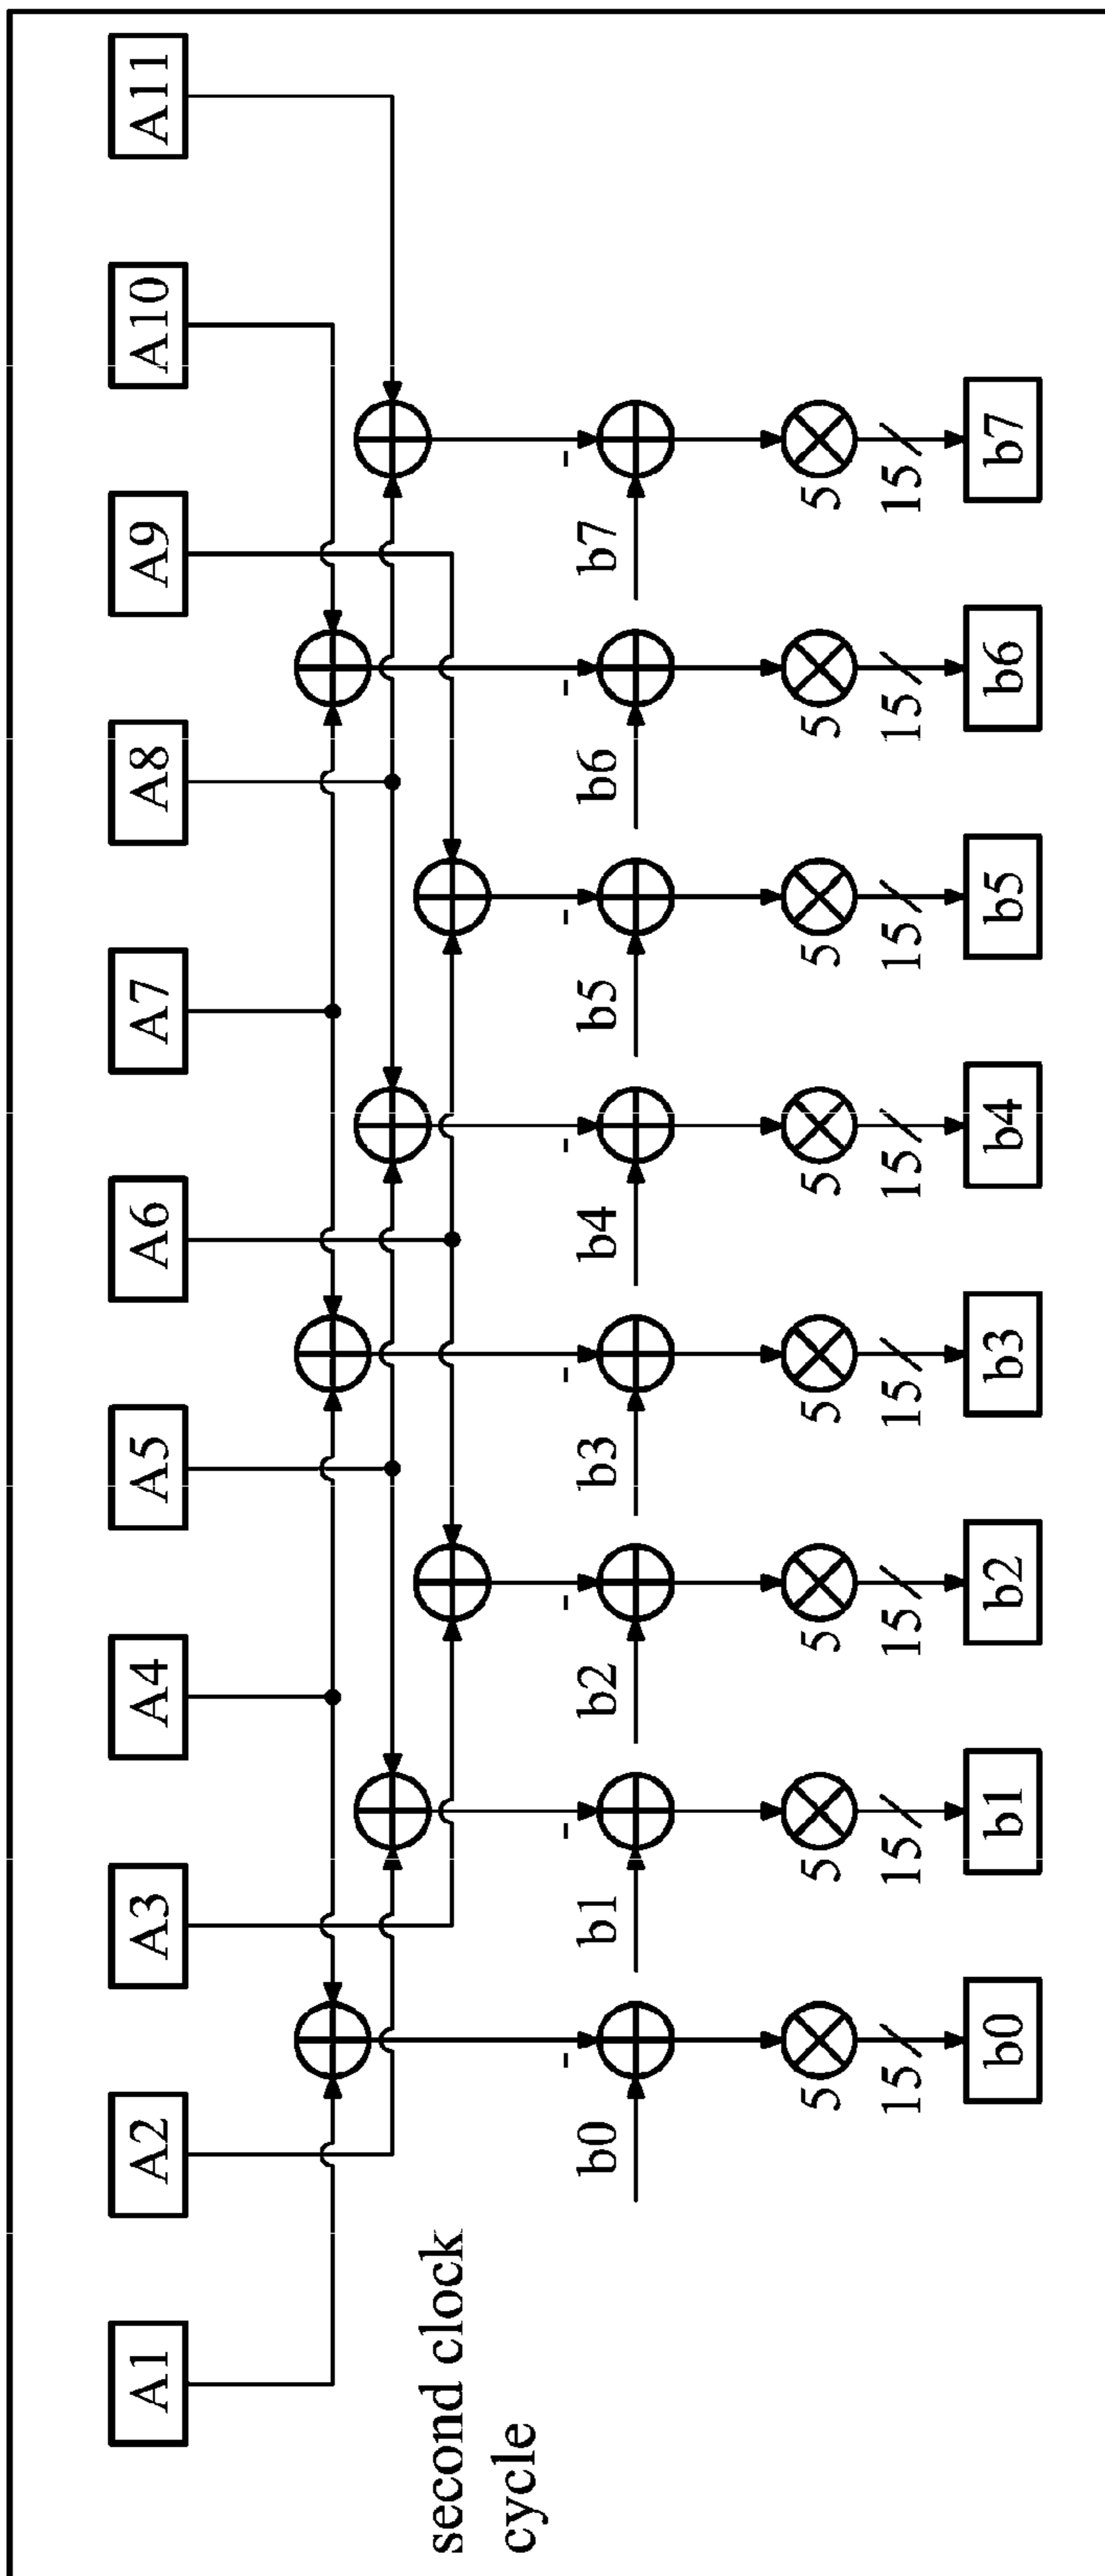 A1 A2 A3 A4 A5 A6 A7 A8 A9 A10 A11
second clock
cycle
- - - - - - - -
b0 b1 b2 b3 b4 b5 b6 b7
5 5 5 5 5 5 5 5
15 15 15 15 15 15 15 15
b0 b1 b2 b3 b4 b5 b6 b7